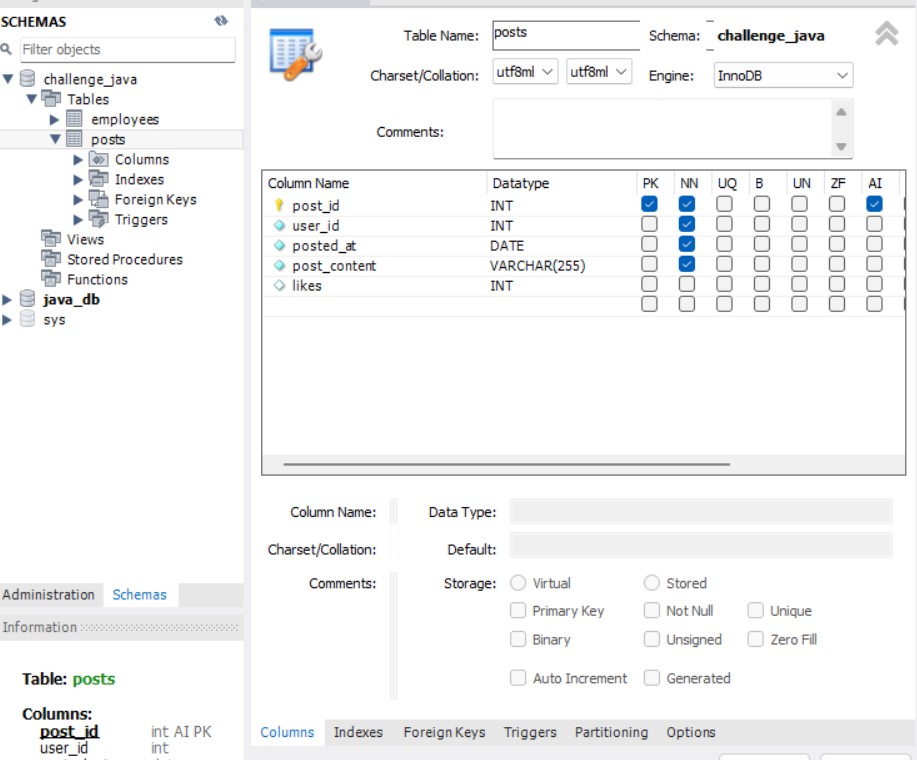 SCHEMAS
Filter objects
challenge_java
Tables
employees
posts
Columns
Indexes
Foreign Keys
Triggers
Views
Stored Procedures
Functions
java_db
sys
Administration Schemas
Information
Table: posts
Columns:
post_id int AI PK
user_id int
Table Name: posts Schema: challenge_java
Charset/Collation: utf8ml utf8ml Engine: InnoDB
Comments:
Column Name Datatype PK NN UQ B UN ZF AI
post_id INT
user_id INT
posted_at DATE
post_content VARCHAR(255)
likes INT
Column Name: Data Type:
Charset/Collation: Default:
Comments: Storage: Virtual Stored
Primary Key Not Null Unique
Binary Unsigned Zero Fill
Auto Increment Generated
Columns Indexes Foreign Keys Triggers Partitioning Options